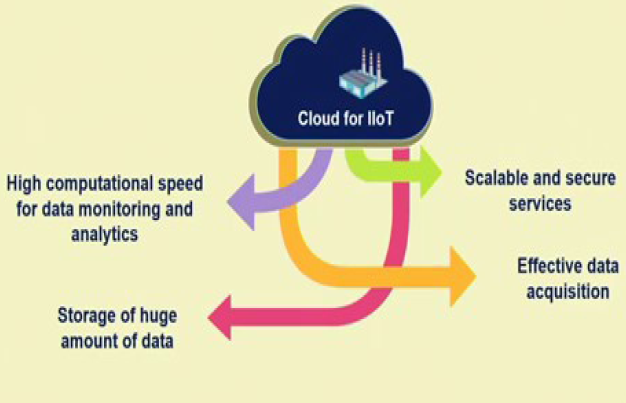 Cloud for IIoT
High computational speed
for data monitoring and
analytics
Scalable and secure
services
Effective data
acquisition
Storage of huge
amount of data